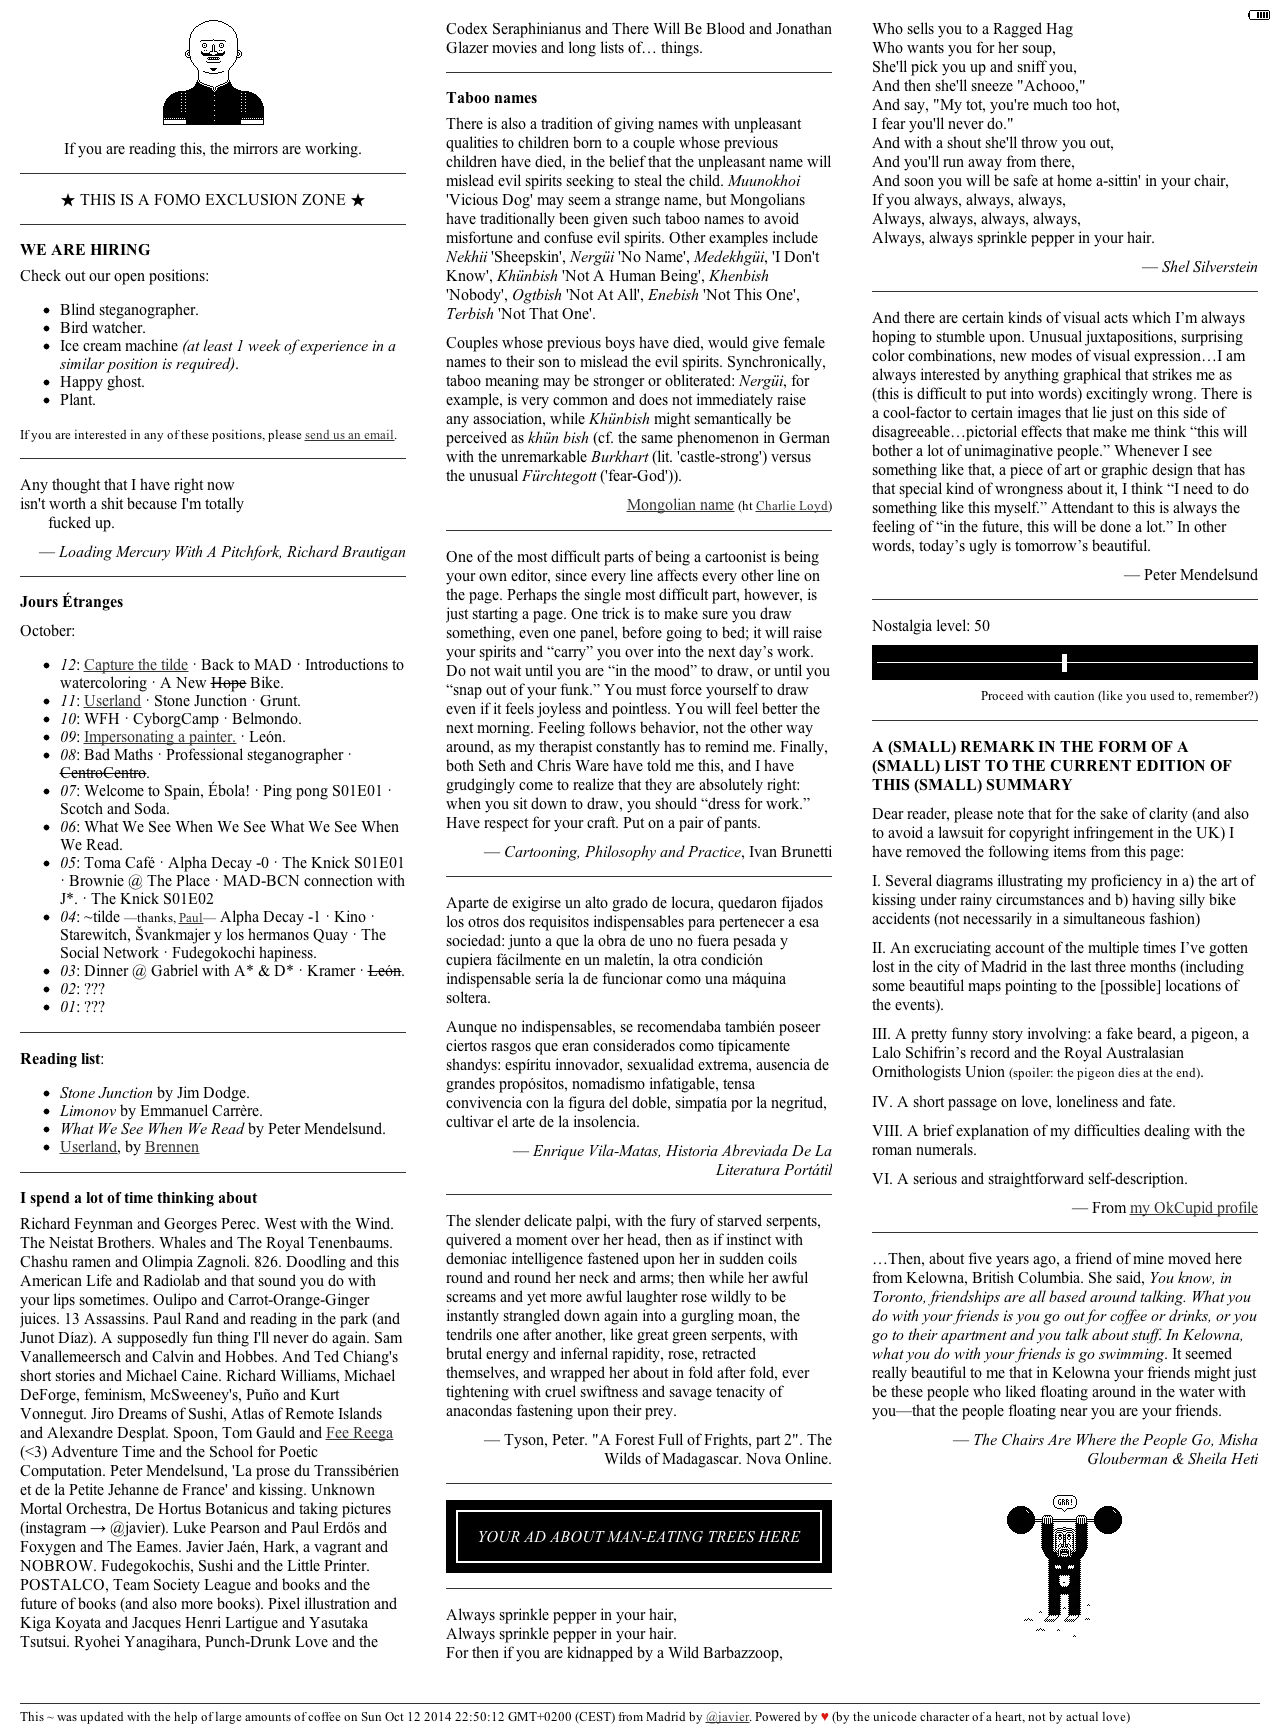 If you are reading this, the mirrors are working.
★ THIS IS A FOMO EXCLUSION ZONE ★
WE ARE HIRING
Check out our open positions:
• Blind steganographer.
• Bird watcher.
• Ice cream machine (at least 1 week of experience in a
similar position is required).
• Happy ghost.
• Plant.
If you are interested in any of these positions, please send us an email.
Any thought that I have right now
isn't worth a shit because I'm totally
fucked up.
— Loading Mercury With A Pitchfork, Richard Brautigan
Jours Étranges
October:
• 12: Capture the tilde · Back to MAD · Introductions to
watercoloring · A New Hope Bike.
• 11: Userland · Stone Junction · Grunt.
• 10: WFH · CyborgCamp · Belmondo.
• 09: Impersonating a painter. · León.
• 08: Bad Maths · Professional steganographer ·
CentroCentro.
• 07: Welcome to Spain, Ébola! · Ping pong S01E01 ·
Scotch and Soda.
• 06: What We See When We See What We See When
We Read.
• 05: Toma Café · Alpha Decay -0 · The Knick S01E01
· Brownie @ The Place · MAD-BCN connection with
J*. · The Knick S01E02
• 04: ~tilde —thanks, Paul— Alpha Decay -1 · Kino ·
Starewitch, Švankmajer y los hermanos Quay · The
Social Network · Fudegokochi hapiness.
• 03: Dinner @ Gabriel with A* & D* · Kramer · León.
• 02: ???
• 01: ???
Reading list:
• Stone Junction by Jim Dodge.
• Limonov by Emmanuel Carrère.
• What We See When We Read by Peter Mendelsund.
• Userland, by Brennen
I spend a lot of time thinking about
Richard Feynman and Georges Perec. West with the Wind.
The Neistat Brothers. Whales and The Royal Tenenbaums.
Chashu ramen and Olimpia Zagnoli. 826. Doodling and this
American Life and Radiolab and that sound you do with
your lips sometimes. Oulipo and Carrot-Orange-Ginger
juices. 13 Assassins. Paul Rand and reading in the park (and
Junot Díaz). A supposedly fun thing I'll never do again. Sam
Vanallemeersch and Calvin and Hobbes. And Ted Chiang's
short stories and Michael Caine. Richard Williams, Michael
DeForge, feminism, McSweeney's, Puño and Kurt
Vonnegut. Jiro Dreams of Sushi, Atlas of Remote Islands
and Alexandre Desplat. Spoon, Tom Gauld and Fee Reega
(<3) Adventure Time and the School for Poetic
Computation. Peter Mendelsund, 'La prose du Transsibérien
et de la Petite Jehanne de France' and kissing. Unknown
Mortal Orchestra, De Hortus Botanicus and taking pictures
(instagram → @javier). Luke Pearson and Paul Erdös and
Foxygen and The Eames. Javier Jaén, Hark, a vagrant and
NOBROW. Fudegokochis, Sushi and the Little Printer.
POSTALCO, Team Society League and books and the
future of books (and also more books). Pixel illustration and
Kiga Koyata and Jacques Henri Lartigue and Yasutaka
Tsutsui. Ryohei Yanagihara, Punch-Drunk Love and the
Codex Seraphinianus and There Will Be Blood and Jonathan
Glazer movies and long lists of… things.
Taboo names
There is also a tradition of giving names with unpleasant
qualities to children born to a couple whose previous
children have died, in the belief that the unpleasant name will
mislead evil spirits seeking to steal the child. Muunokhoi
'Vicious Dog' may seem a strange name, but Mongolians
have traditionally been given such taboo names to avoid
misfortune and confuse evil spirits. Other examples include
Nekhii 'Sheepskin', Nergüi 'No Name', Medekhgüi, 'I Don't
Know', Khünbish 'Not A Human Being', Khenbish
'Nobody', Ogtbish 'Not At All', Enebish 'Not This One',
Terbish 'Not That One'.
Couples whose previous boys have died, would give female
names to their son to mislead the evil spirits. Synchronically,
taboo meaning may be stronger or obliterated: Nergüi, for
example, is very common and does not immediately raise
any association, while Khünbish might semantically be
perceived as khün bish (cf. the same phenomenon in German
with the unremarkable Burkhart (lit. 'castle-strong') versus
the unusual Fürchtegott ('fear-God')).
Mongolian name (ht Charlie Loyd)
One of the most difficult parts of being a cartoonist is being
your own editor, since every line affects every other line on
the page. Perhaps the single most difficult part, however, is
just starting a page. One trick is to make sure you draw
something, even one panel, before going to bed; it will raise
your spirits and “carry” you over into the next day’s work.
Do not wait until you are “in the mood” to draw, or until you
“snap out of your funk.” You must force yourself to draw
even if it feels joyless and pointless. You will feel better the
next morning. Feeling follows behavior, not the other way
around, as my therapist constantly has to remind me. Finally,
both Seth and Chris Ware have told me this, and I have
grudgingly come to realize that they are absolutely right:
when you sit down to draw, you should “dress for work.”
Have respect for your craft. Put on a pair of pants.
— Cartooning, Philosophy and Practice, Ivan Brunetti
Aparte de exigirse un alto grado de locura, quedaron fijados
los otros dos requisitos indispensables para pertenecer a esa
sociedad: junto a que la obra de uno no fuera pesada y
cupiera fácilmente en un maletín, la otra condición
indispensable sería la de funcionar como una máquina
soltera.
Aunque no indispensables, se recomendaba también poseer
ciertos rasgos que eran considerados como típicamente
shandys: espíritu innovador, sexualidad extrema, ausencia de
grandes propósitos, nomadismo infatigable, tensa
convivencia con la figura del doble, simpatía por la negritud,
cultivar el arte de la insolencia.
— Enrique Vila-Matas, Historia Abreviada De La
Literatura Portátil
The slender delicate palpi, with the fury of starved serpents,
quivered a moment over her head, then as if instinct with
demoniac intelligence fastened upon her in sudden coils
round and round her neck and arms; then while her awful
screams and yet more awful laughter rose wildly to be
instantly strangled down again into a gurgling moan, the
tendrils one after another, like great green serpents, with
brutal energy and infernal rapidity, rose, retracted
themselves, and wrapped her about in fold after fold, ever
tightening with cruel swiftness and savage tenacity of
anacondas fastening upon their prey.
— Tyson, Peter. "A Forest Full of Frights, part 2". The
Wilds of Madagascar. Nova Online.
YOUR AD ABOUT MAN-EATING TREES HERE
Always sprinkle pepper in your hair,
Always sprinkle pepper in your hair.
For then if you are kidnapped by a Wild Barbazzoop,
Who sells you to a Ragged Hag
Who wants you for her soup,
She'll pick you up and sniff you,
And then she'll sneeze "Achooo,"
And say, "My tot, you're much too hot,
I fear you'll never do."
And with a shout she'll throw you out,
And you'll run away from there,
And soon you will be safe at home a-sittin' in your chair,
If you always, always, always,
Always, always, always, always,
Always, always sprinkle pepper in your hair.
— Shel Silverstein
And there are certain kinds of visual acts which I’m always
hoping to stumble upon. Unusual juxtapositions, surprising
color combinations, new modes of visual expression…I am
always interested by anything graphical that strikes me as
(this is difficult to put into words) excitingly wrong. There is
a cool-factor to certain images that lie just on this side of
disagreeable…pictorial effects that make me think “this will
bother a lot of unimaginative people.” Whenever I see
something like that, a piece of art or graphic design that has
that special kind of wrongness about it, I think “I need to do
something like this myself.” Attendant to this is always the
feeling of “in the future, this will be done a lot.” In other
words, today’s ugly is tomorrow’s beautiful.
— Peter Mendelsund
Nostalgia level: 50
Proceed with caution (like you used to, remember?)
A (SMALL) REMARK IN THE FORM OF A
(SMALL) LIST TO THE CURRENT EDITION OF
THIS (SMALL) SUMMARY
Dear reader, please note that for the sake of clarity (and also
to avoid a lawsuit for copyright infringement in the UK) I
have removed the following items from this page:
I. Several diagrams illustrating my proficiency in a) the art of
kissing under rainy circumstances and b) having silly bike
accidents (not necessarily in a simultaneous fashion)
II. An excruciating account of the multiple times I’ve gotten
lost in the city of Madrid in the last three months (including
some beautiful maps pointing to the [possible] locations of
the events).
III. A pretty funny story involving: a fake beard, a pigeon, a
Lalo Schifrin’s record and the Royal Australasian
Ornithologists Union (spoiler: the pigeon dies at the end).
IV. A short passage on love, loneliness and fate.
VIII. A brief explanation of my difficulties dealing with the
roman numerals.
VI. A serious and straightforward self-description.
— From my OkCupid profile
…Then, about five years ago, a friend of mine moved here
from Kelowna, British Columbia. She said, You know, in
Toronto, friendships are all based around talking. What you
do with your friends is you go out for coffee or drinks, or you
go to their apartment and you talk about stuff. In Kelowna,
what you do with your friends is go swimming. It seemed
really beautiful to me that in Kelowna your friends might just
be these people who liked floating around in the water with
you—that the people floating near you are your friends.
— The Chairs Are Where the People Go, Misha
Glouberman & Sheila Heti
GRR!
This ~ was updated with the help of large amounts of coffee on Sun Oct 12 2014 22:50:12 GMT+0200 (CEST) from Madrid by @javier. Powered by ♥ (by the unicode character of a heart, not by actual love)